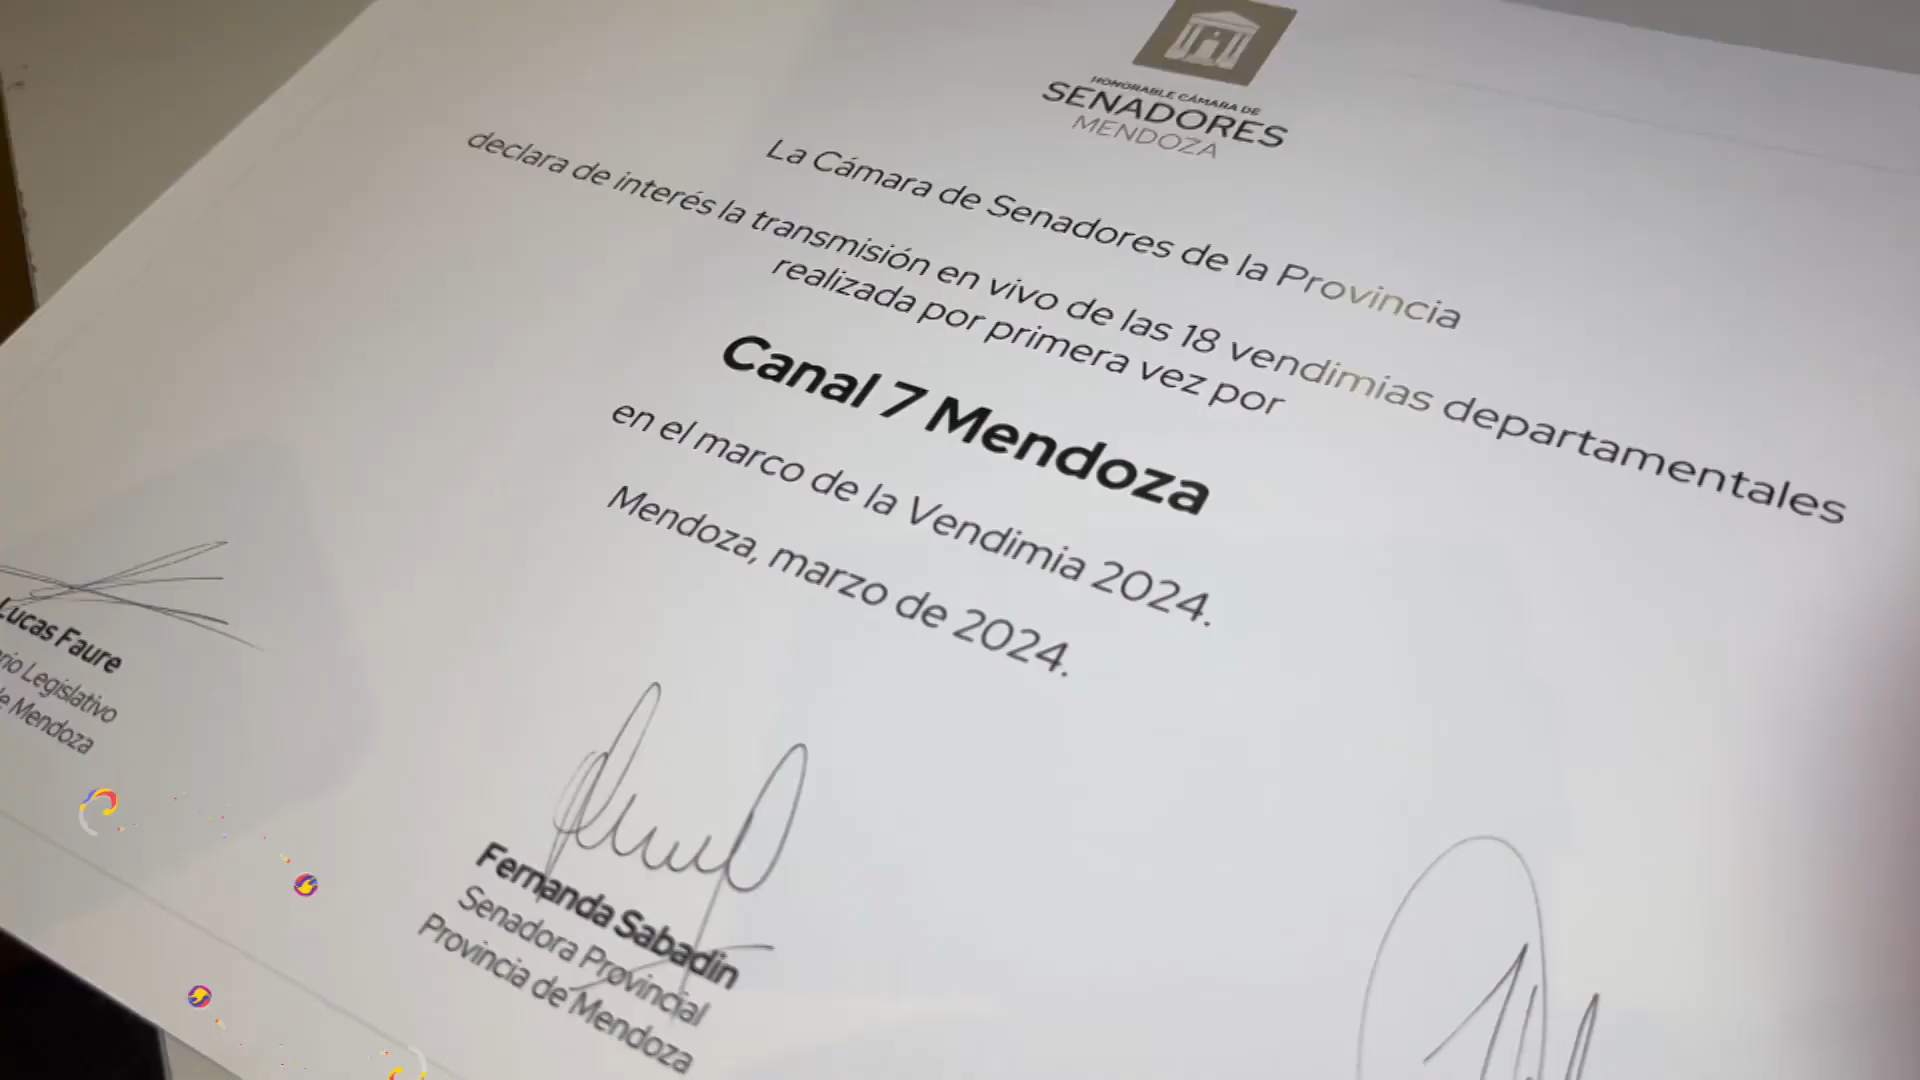 HONORABLE CÁMARA DE
SENADORES
MENDOZA
La Cámara de Senadores de la Provincia
declara de interés la transmisión en vivo de las 18 vendimias departamentales
realizada por primera vez por
Canal 7 Mendoza
en el marco de la Vendimia 2024.
Mendoza, marzo de 2024.
Lucas Faure
Legislativo
Mendoza
Fernanda Sabadin
Senadora Provincial
Provincia de Mendoza